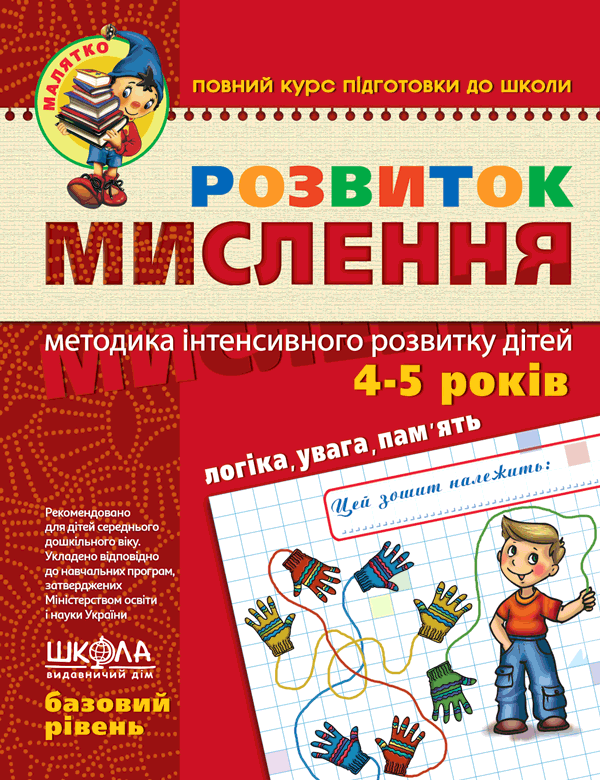 МАЛЯТКО
ПОВНИЙ КУРС ПІДГОТОВКИ ДО ШКОЛИ
РОЗВИТОК
МИСЛЕННЯ
МИСЛЕННЯ
методика інтенсивного розвитку дітей
4-5 років
логіка, увага, пам'ять
Цей зошит належить:
Рекомендовано
для дітей середнього
дошкільного віку.
Укладено відповідно
до навчальних програм,
затверджених
Міністерством освіти
і науки України
ШКОЛА
видавничий дім
базовий
рівень